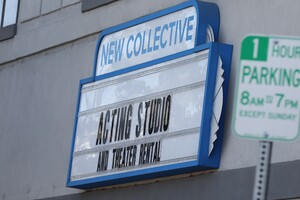 NEW COLLECTIVE
ACTING STUDIO
AND THEATER RENTAL
1 HOUR
PARKING
8AM TO 7PM
EXCEPT SUNDAY